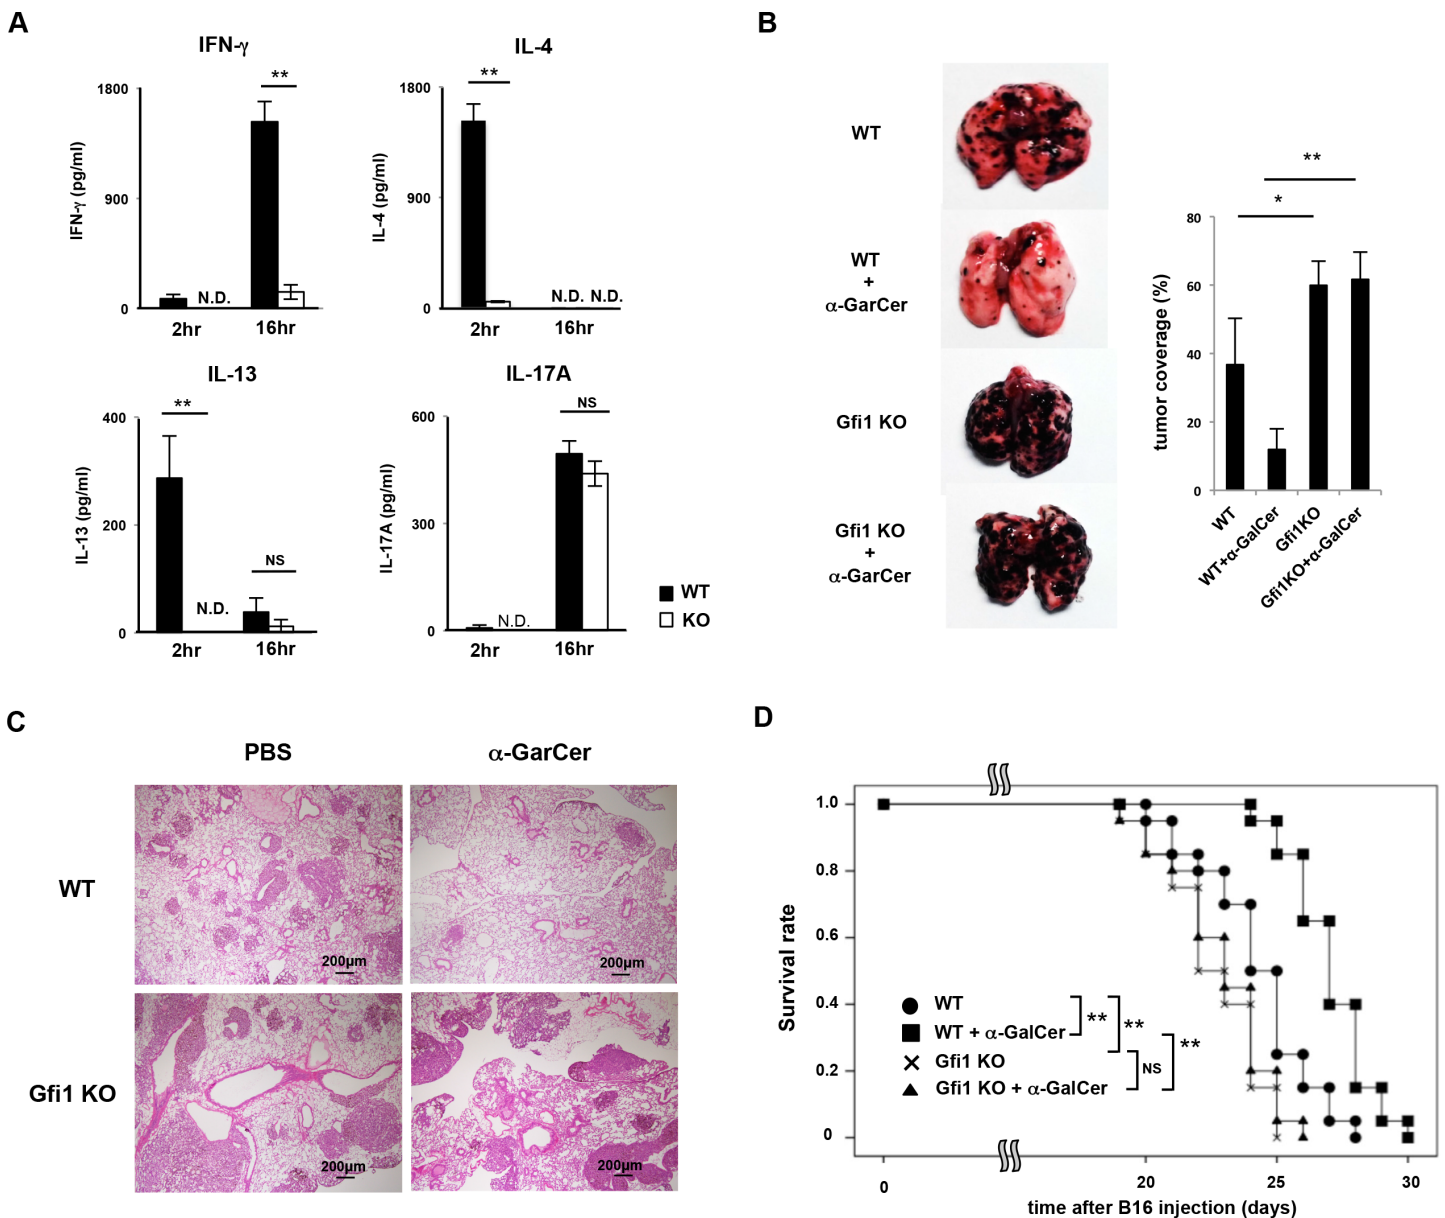 A
IFN-γ
IFN-γ (pg/ml)
1800
900
0
**
N.D.
2hr
16hr
IL-4
IL-4 (pg/ml)
1800
900
0
**
N.D. N.D.
2hr
16hr
IL-13
IL-13 (pg/ml)
400
200
0
**
N.D.
NS
2hr
16hr
IL-17A
IL-17A (pg/ml)
600
300
0
N.D.
NS
2hr
16hr
WT
KO
B
WT
WT
+
α-GarCer
Gfi1 KO
Gfi1 KO
+
α-GarCer
**
*
tumor coverage (%)
80
60
40
20
0
WT
WT+α-GalCer
Gfi1KO
Gfi1KO+α-GalCer
C
PBS
α-GarCer
WT
200μm
200μm
Gfi1 KO
200μm
200μm
D
Survival rate
1.0
0.8
0.6
0.4
0.2
0
WT
WT + α-GalCer
Gfi1 KO
Gfi1 KO + α-GalCer
**
**
NS
**
0
20
25
30
time after B16 injection (days)